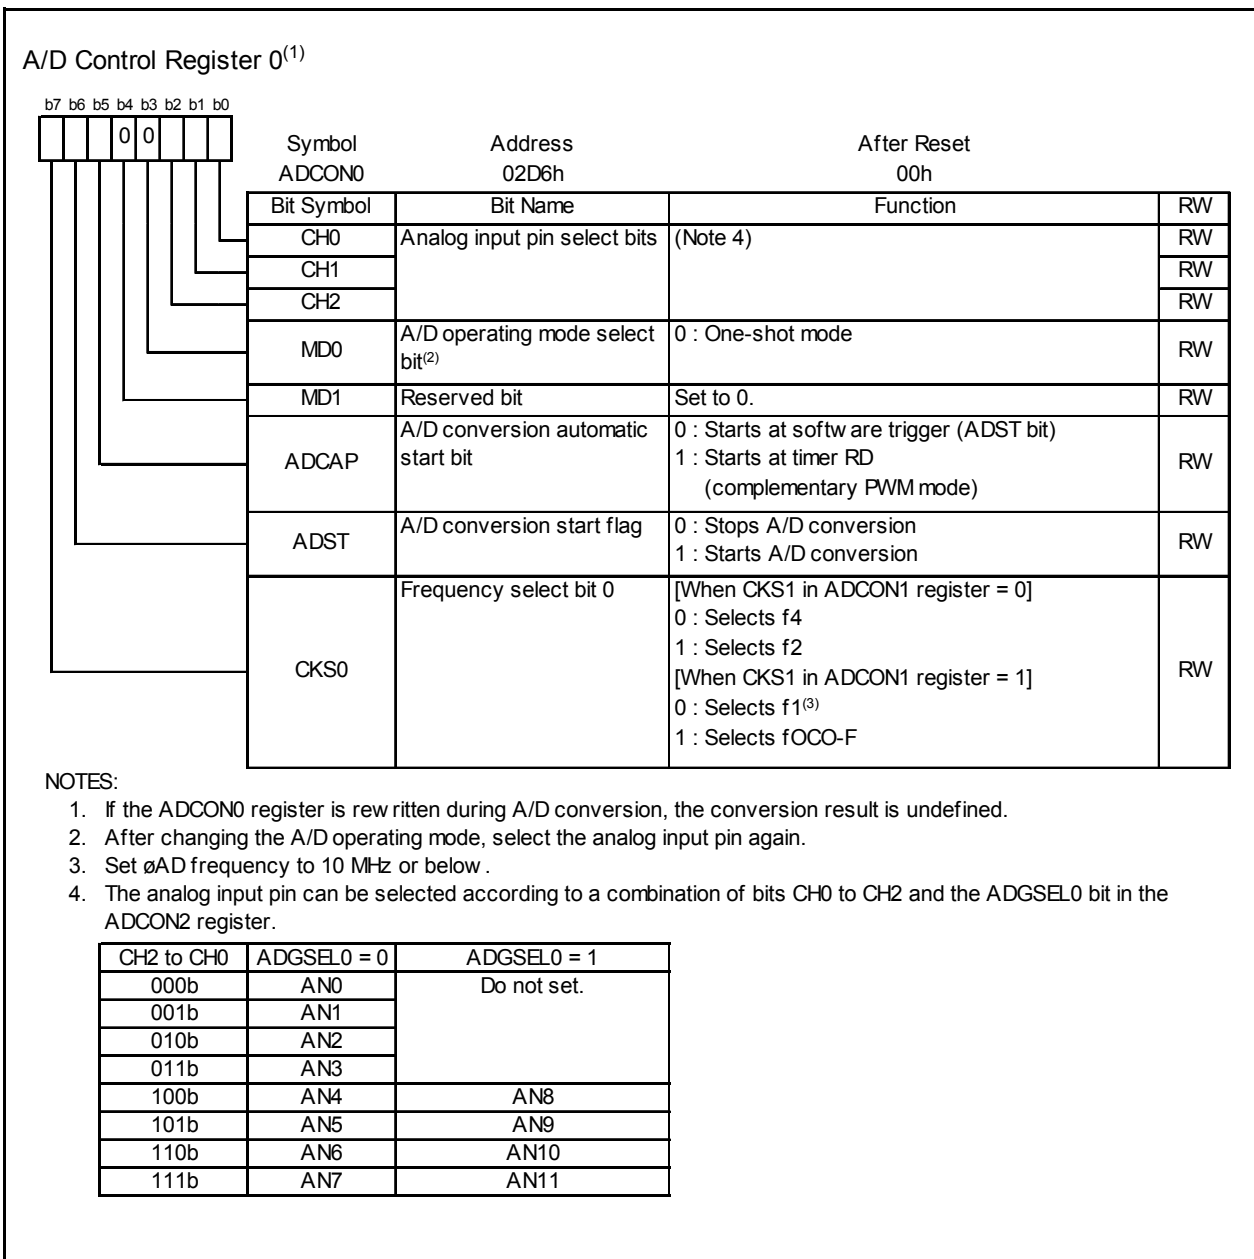 A/D Control Register 0(1)
b7 b6 b5 b4 b3 b2 b1 b0
0 0
Symbol Address After Reset
ADCON0 02D6h 00h
Bit Symbol Bit Name Function RW
CH0 Analog input pin select bits (Note 4) RW
CH1 RW
CH2 RW
MD0 A/D operating mode select bit(2) 0 : One-shot mode RW
MD1 Reserved bit Set to 0. RW
ADCAP A/D conversion automatic start bit 0 : Starts at software trigger (ADST bit)
1 : Starts at timer RD
(complementary PWM mode) RW
ADST A/D conversion start flag 0 : Stops A/D conversion
1 : Starts A/D conversion RW
CKS0 Frequency select bit 0 [When CKS1 in ADCON1 register = 0]
0 : Selects f4
1 : Selects f2
[When CKS1 in ADCON1 register = 1]
0 : Selects f1(3)
1 : Selects fOCO-F RW
NOTES:
1. If the ADCON0 register is rewritten during A/D conversion, the conversion result is undefined.
2. After changing the A/D operating mode, select the analog input pin again.
3. Set øAD frequency to 10 MHz or below.
4. The analog input pin can be selected according to a combination of bits CH0 to CH2 and the ADGSEL0 bit in the
ADCON2 register.
CH2 to CH0 ADGSEL0 = 0 ADGSEL0 = 1
000b AN0 Do not set.
001b AN1
010b AN2
011b AN3
100b AN4 AN8
101b AN5 AN9
110b AN6 AN10
111b AN7 AN11